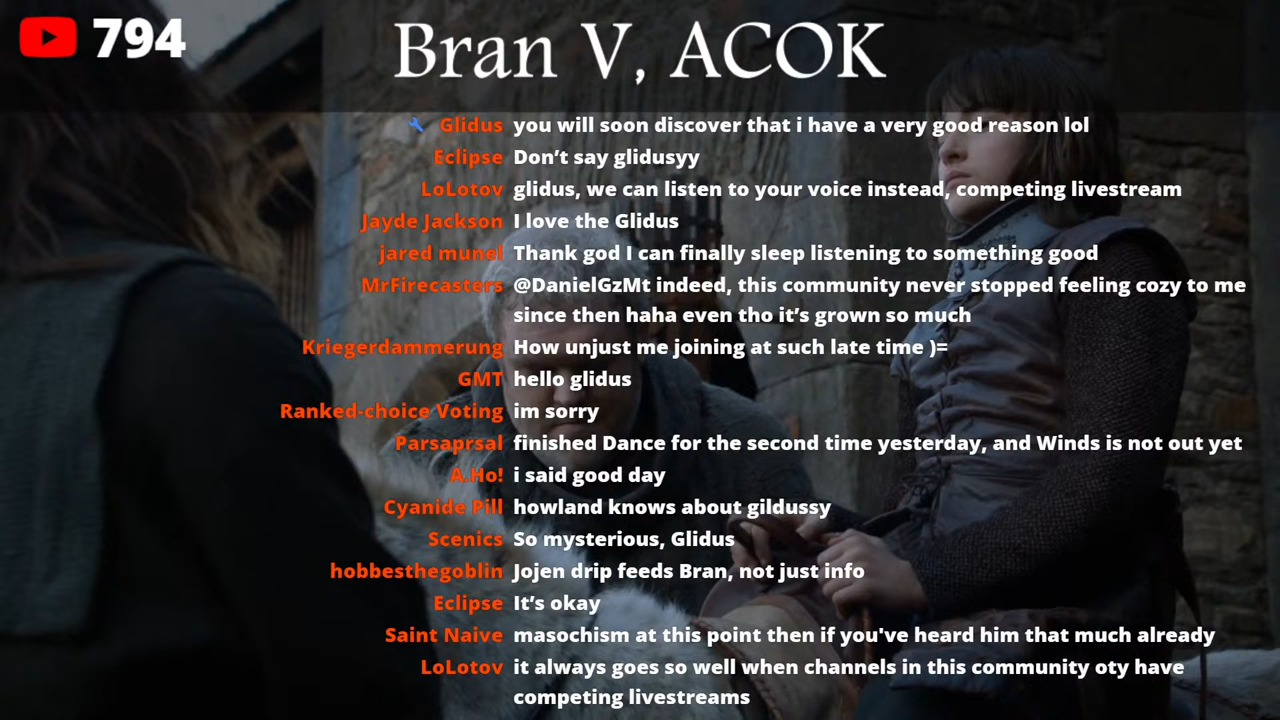 794
Bran V, ACOK
Glidus you will soon discover that i have a very good reason lol
Eclipse Don’t say glidusyy
LoLotov glidus, we can listen to your voice instead, competing livestream
Jayde Jackson I love the Glidus
jared munel Thank god I can finally sleep listening to something good
MrFirecasters @DanielGzMt indeed, this community never stopped feeling cozy to me
since then haha even tho it’s grown so much
Kriegerdammerung How unjust me joining at such late time )=
GMT hello glidus
Ranked-choice Voting im sorry
Parsaprsal finished Dance for the second time yesterday, and Winds is not out yet
A.Ho! i said good day
Cyanide Pill howland knows about gildussy
Scenics So mysterious, Glidus
hobbesthegoblin Jojen drip feeds Bran, not just info
Eclipse It’s okay
Saint Naive masochism at this point then if you've heard him that much already
LoLotov it always goes so well when channels in this community oty have
competing livestreams